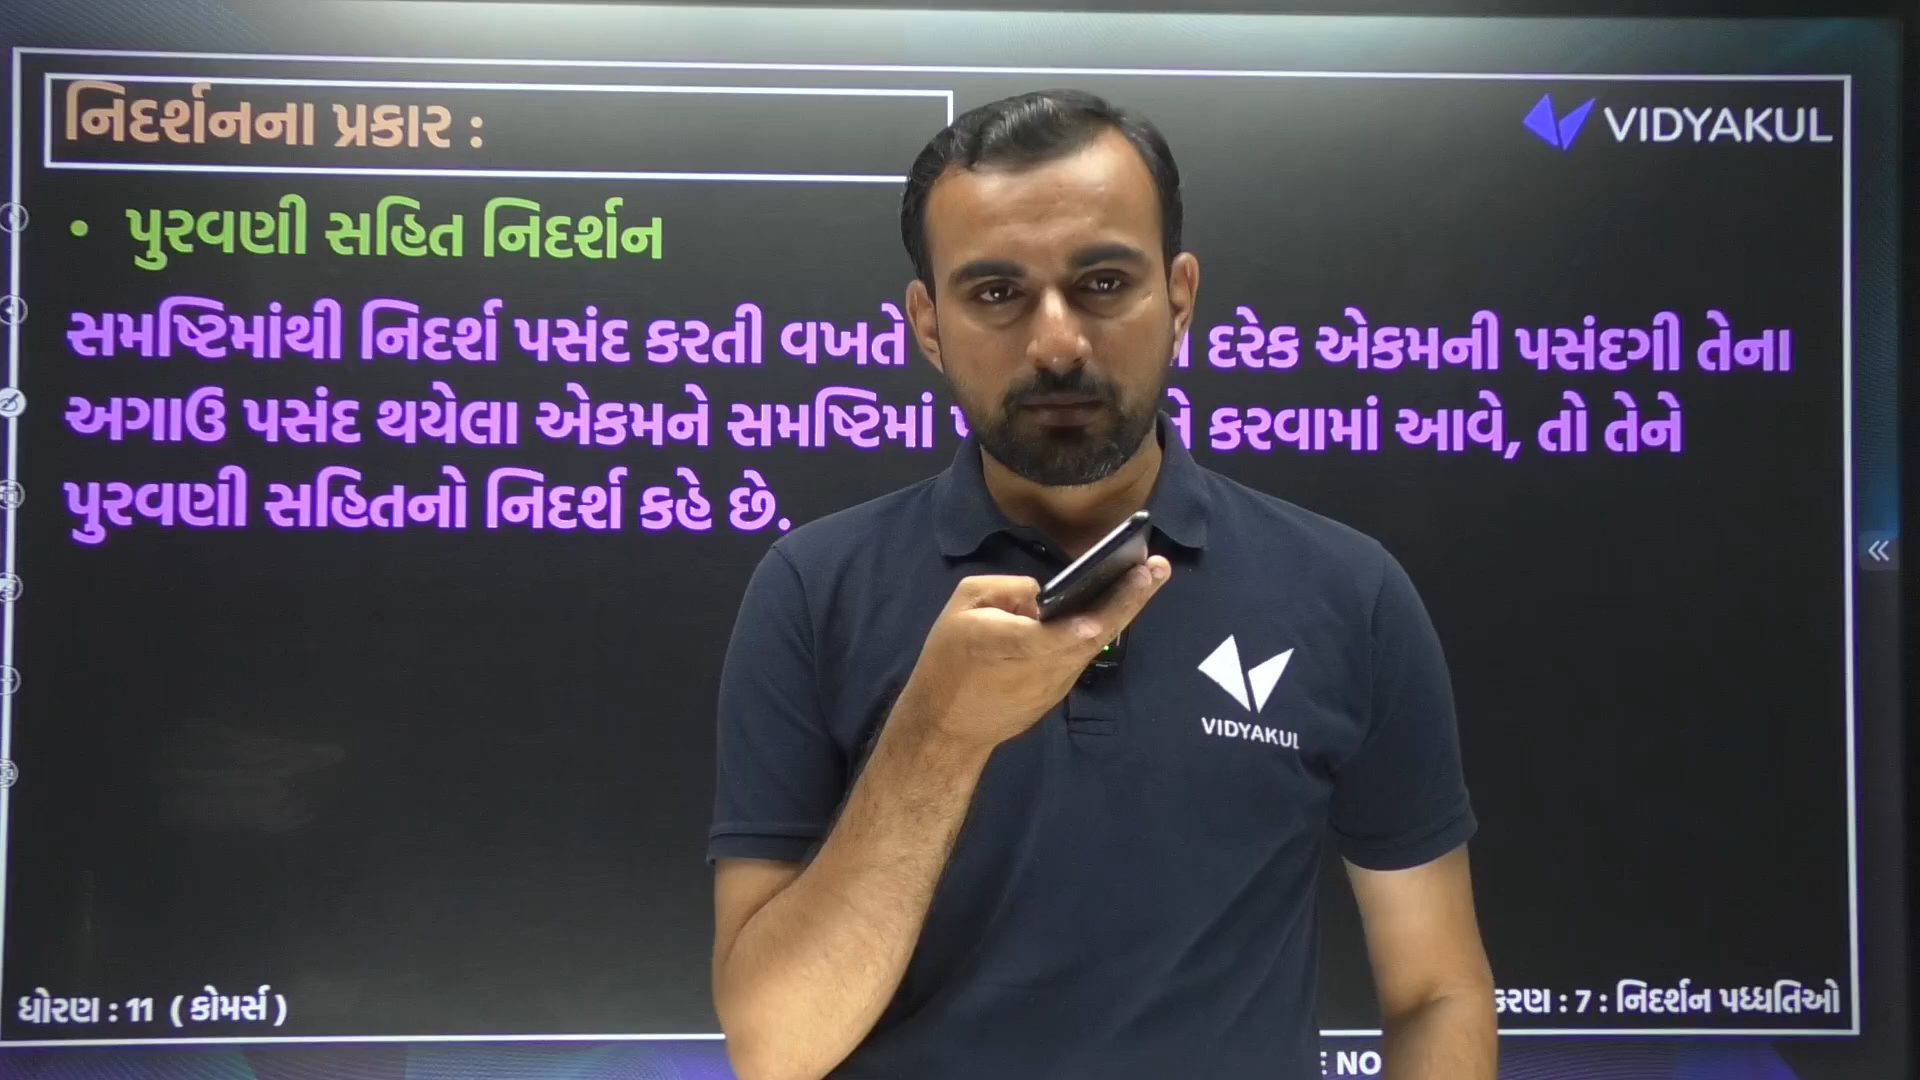 નિદર્શનના પ્રકાર :
VIDYAKUL
• પુરવણી સહિત નિદર્શન
સમષ્ટિમાંથી નિદર્શ પસંદ કરતી વખતે દરેક એકમની પસંદગી તેના
અગાઉ પસંદ થયેલા એકમને સમષ્ટિમાં કરવામાં આવે, તો તેને
પુરવણી સહિતનો નિદર્શ કહે છે.
VIDYAKUL
ધોરણ : 11 ( કોમર્સ )
: 7 : નિદર્શન પધ્ધતિઓ
NO